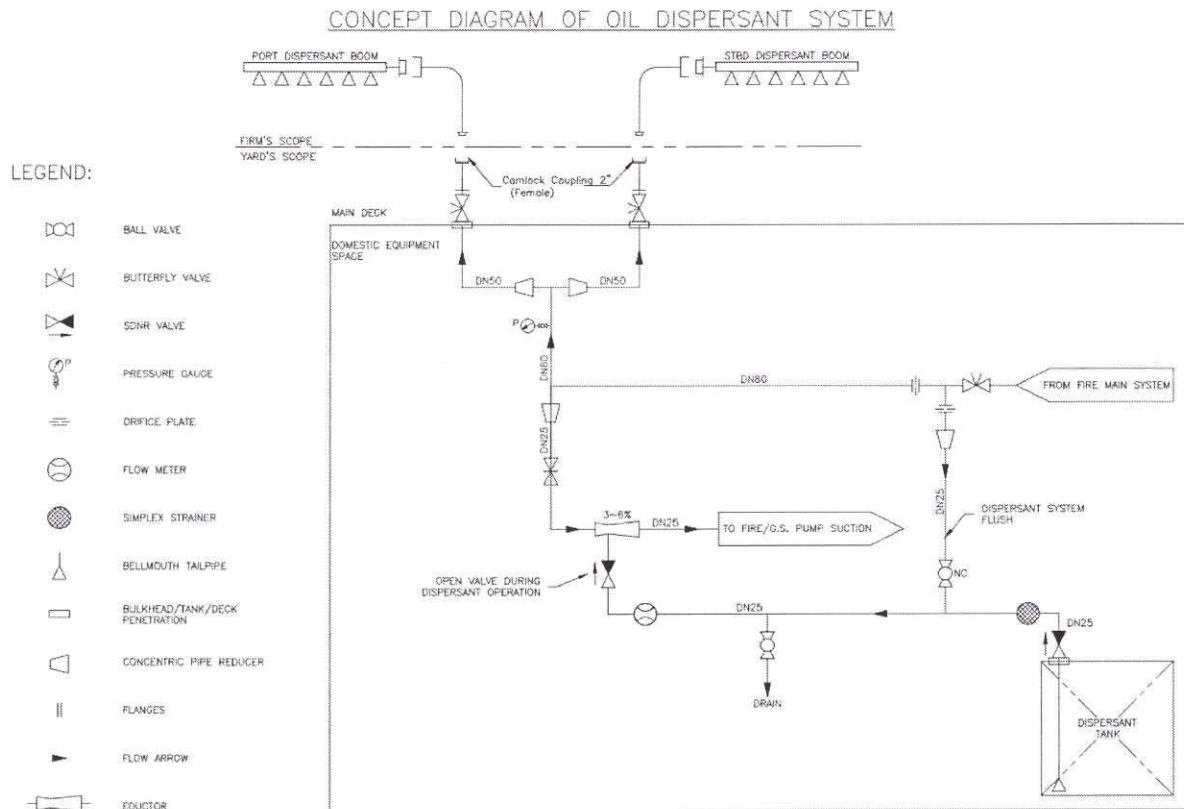 CONCEPT DIAGRAM OF OIL DISPERSANT SYSTEM
PORT DISPERSANT BOOM
STBD DISPERSANT BOOM
FIRM'S SCOPE
YARD'S SCOPE
Camlock Coupling 2"
(Female)
MAIN DECK
DOMESTIC EQUIPMENT
SPACE
DN50
DN50
P
DN80
DN80
FROM FIRE MAIN SYSTEM
DN25
3~6%
DN25
TO FIRE/G.S. PUMP SUCTION
DN25
DISPERSANT SYSTEM
FLUSH
OPEN VALVE DURING
DISPERSANT OPERATION
NC
DN25
DN25
DRAIN
DISPERSANT
TANK
LEGEND:
BALL VALVE
BUTTERFLY VALVE
SDNR VALVE
P
PRESSURE GAUGE
ORIFICE PLATE
FLOW METER
SIMPLEX STRAINER
BELLMOUTH TAILPIPE
BULKHEAD/TANK/DECK
PENETRATION
CONCENTRIC PIPE REDUCER
FLANGES
FLOW ARROW
EDUCTOR